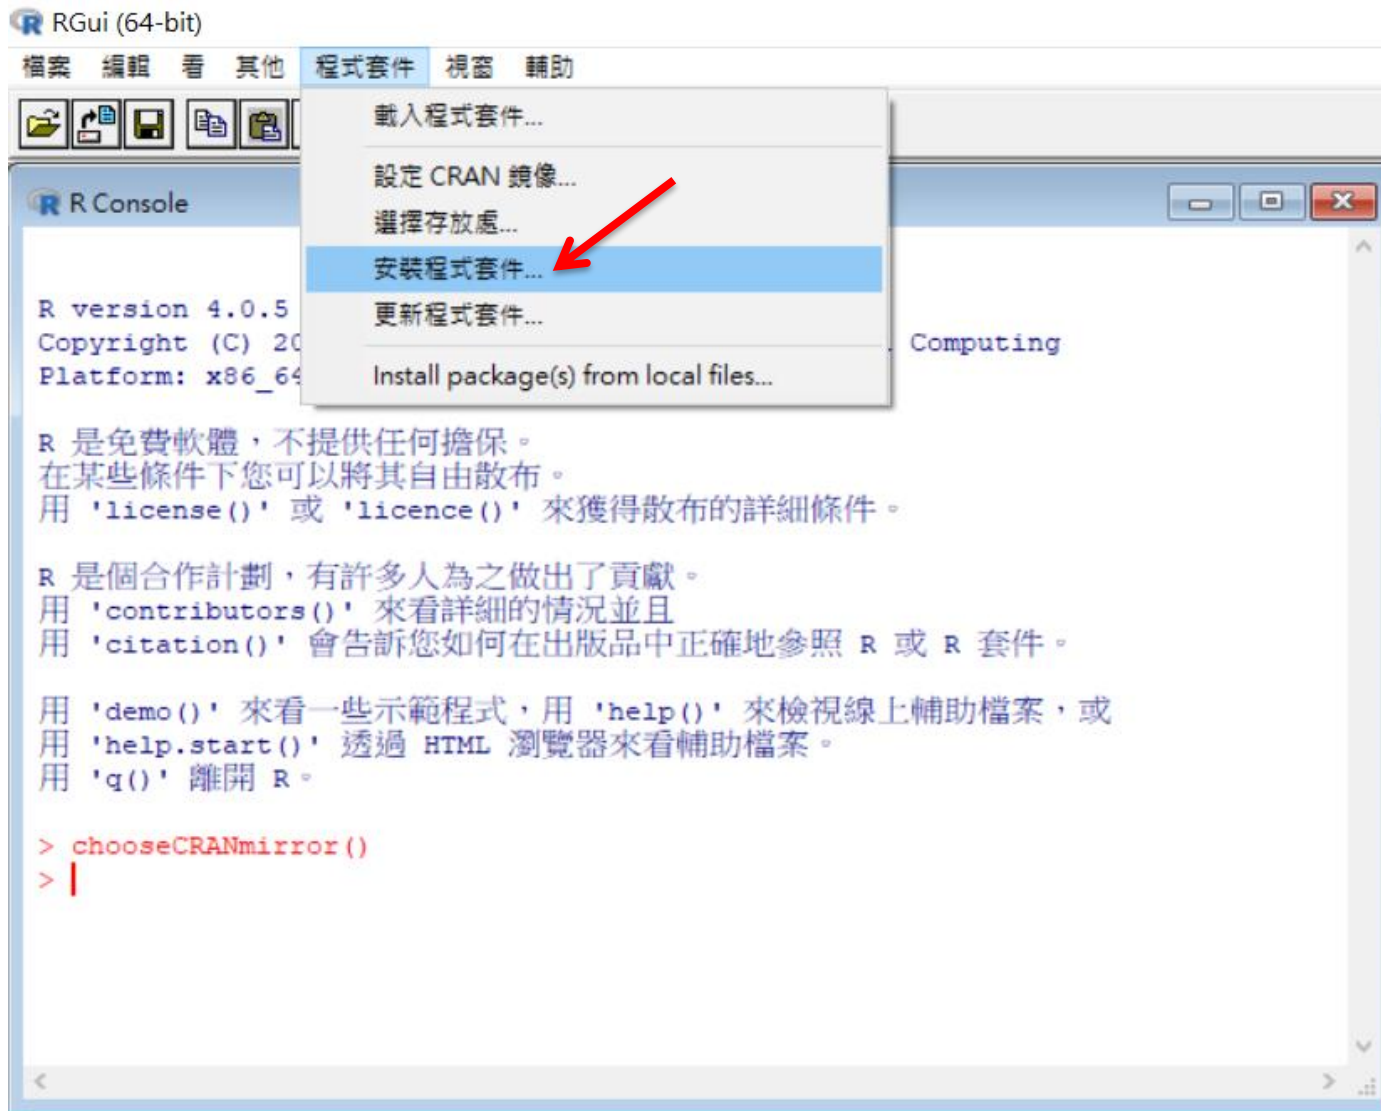 RGui (64-bit)
檔案 編輯 看 其他 程式套件 視窗 輔助
載入程式套件...
設定 CRAN 鏡像...
選擇存放處...
安裝程式套件...
更新程式套件...
Install package(s) from local files...
R Console
R version 4.0.5
Copyright (C) 20 Computing
Platform: x86_64
R 是免費軟體，不提供任何擔保。
在某些條件下您可以將其自由散布。
用 'license()' 或 'licence()' 來獲得散布的詳細條件。
R 是個合作計劃，有許多人為之做出了貢獻。
用 'contributors()' 來看詳細的情況並且
用 'citation()' 會告訴您如何在出版品中正確地參照 R 或 R 套件。
用 'demo()' 來看一些示範程式，用 'help()' 來檢視線上輔助檔案，或
用 'help.start()' 透過 HTML 瀏覽器來看輔助檔案。
用 'q()' 離開 R。
> chooseCRANmirror()
>